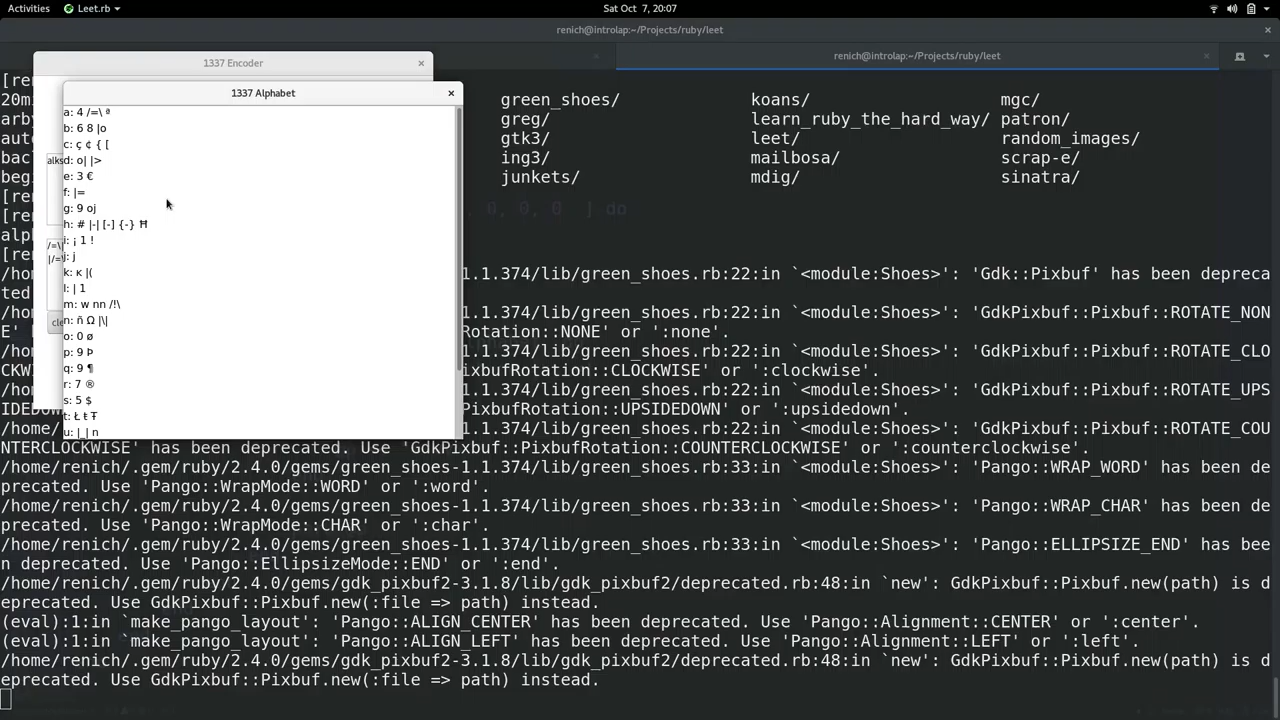 Activities
Leet.rb
Sat Oct 7, 20:07
renich@introlap:~/Projects/ruby/leet
renich@introlap:~/Projects/ruby/leet
1337 Encoder
1337 Alphabet
a: 4 /=\ ª
b: 6 8 |o
c: ç ¢ { [
d: o| |>
e: 3 €
f: |=
g: 9 oj
h: # |-| [-] {-} Ħ
i: ¡ 1 !
j: j
k: ĸ |(
l: | 1
m: w nn /!\
n: ñ Ω |\|
o: 0 ø
p: 9 Þ
q: 9 ¶
r: 7 ®
s: 5 $
t: Ł ŧ Ŧ
u: |_| n
green_shoes/ koans/ mgc/
greg/ learn_ruby_the_hard_way/ patron/
gtk3/ leet/ random_images/
ing3/ mailbosa/ scrap-e/
junkets/ mdig/ sinatra/
, 0, 0, 0 ] do
1.1.374/lib/green_shoes.rb:22:in `<module:Shoes>': 'Gdk::Pixbuf' has been depreca
ted
1.1.374/lib/green_shoes.rb:22:in `<module:Shoes>': 'GdkPixbuf::Pixbuf::ROTATE_NON
E' Rotation::NONE' or ':none'.
1.1.374/lib/green_shoes.rb:22:in `<module:Shoes>': 'GdkPixbuf::Pixbuf::ROTATE_CLO
CKW ixbufRotation::CLOCKWISE' or ':clockwise'.
1.1.374/lib/green_shoes.rb:22:in `<module:Shoes>': 'GdkPixbuf::Pixbuf::ROTATE_UPS
IDEDOW PixbufRotation::UPSIDEDOWN' or ':upsidedown'.
1.1.374/lib/green_shoes.rb:22:in `<module:Shoes>': 'GdkPixbuf::Pixbuf::ROTATE_COU
NTERCLOCKWISE' has been deprecated. Use 'GdkPixbuf::PixbufRotation::COUNTERCLOCKWISE' or ':counterclockwise'.
/home/renich/.gem/ruby/2.4.0/gems/green_shoes-1.1.374/lib/green_shoes.rb:33:in `<module:Shoes>': 'Pango::WRAP_WORD' has been de
precated. Use 'Pango::WrapMode::WORD' or ':word'.
/home/renich/.gem/ruby/2.4.0/gems/green_shoes-1.1.374/lib/green_shoes.rb:33:in `<module:Shoes>': 'Pango::WRAP_CHAR' has been de
precated. Use 'Pango::WrapMode::CHAR' or ':char'.
/home/renich/.gem/ruby/2.4.0/gems/green_shoes-1.1.374/lib/green_shoes.rb:33:in `<module:Shoes>': 'Pango::ELLIPSIZE_END' has bee
n deprecated. Use 'Pango::EllipsizeMode::END' or ':end'.
/home/renich/.gem/ruby/2.4.0/gems/gdk_pixbuf2-3.1.8/lib/gdk_pixbuf2/deprecated.rb:48:in `new': GdkPixbuf::Pixbuf.new(path) is d
eprecated. Use GdkPixbuf::Pixbuf.new(:file => path) instead.
(eval):1:in `make_pango_layout': 'Pango::ALIGN_CENTER' has been deprecated. Use 'Pango::Alignment::CENTER' or ':center'.
(eval):1:in `make_pango_layout': 'Pango::ALIGN_LEFT' has been deprecated. Use 'Pango::Alignment::LEFT' or ':left'.
/home/renich/.gem/ruby/2.4.0/gems/gdk_pixbuf2-3.1.8/lib/gdk_pixbuf2/deprecated.rb:48:in `new': GdkPixbuf::Pixbuf.new(path) is d
eprecated. Use GdkPixbuf::Pixbuf.new(:file => path) instead.